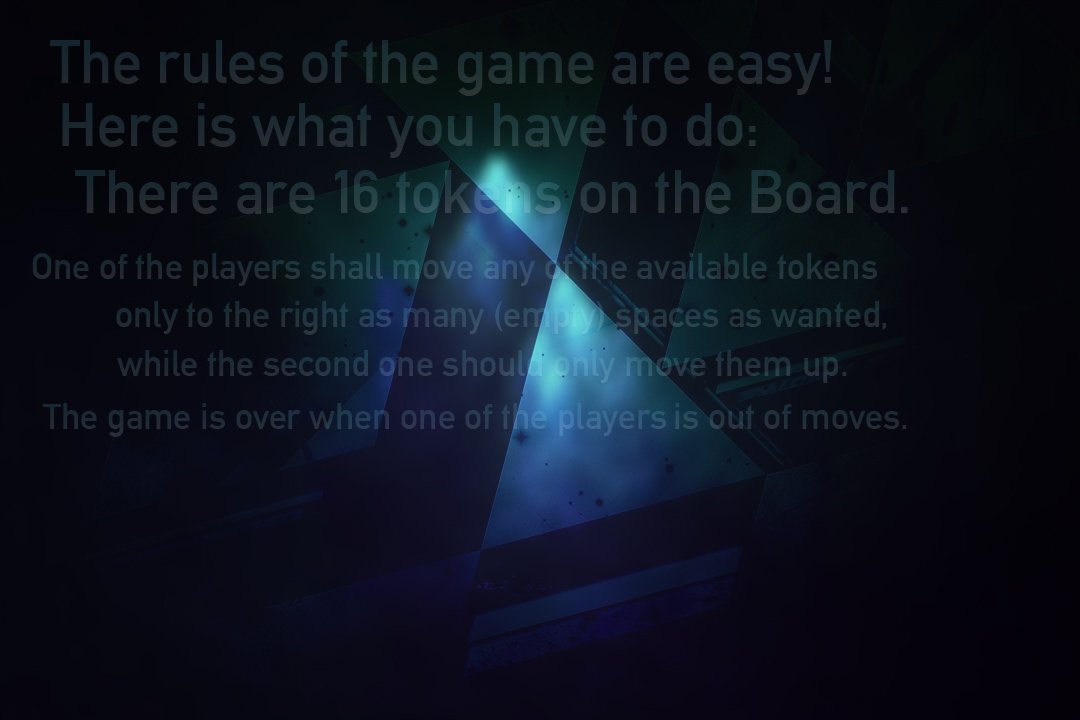 The rules of the game are easy!
Here is what you have to do:
There are 16 tokens on the Board.
One of the players shall move any of the available tokens
only to the right as many (empty) spaces as wanted,
while the second one should only move them up.
The game is over when one of the players is out of moves.